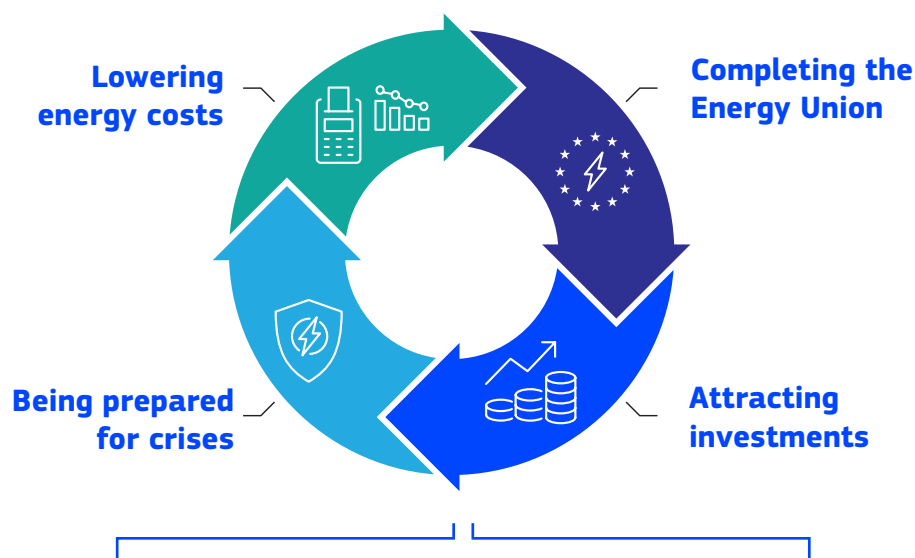 Lowering
energy costs
Completing the
Energy Union
Being prepared
for crises
Attracting
investments